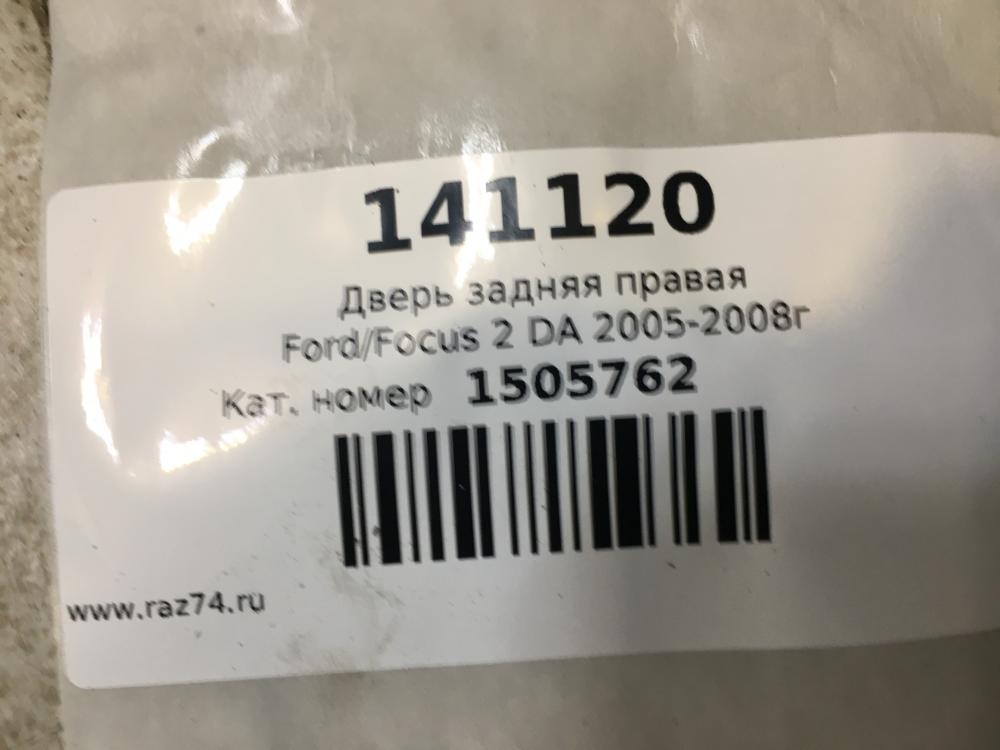 141120
Дверь задняя правая
Ford/Focus 2 DA 2005-2008г
Кат. номер 1505762
www.raz74.ru